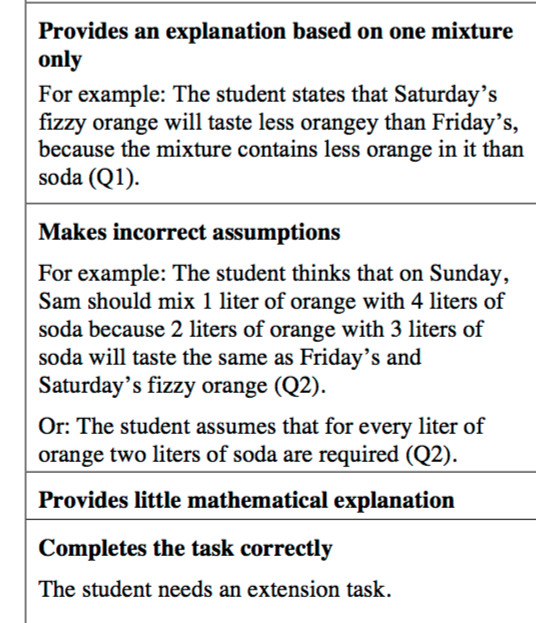 Provides an explanation based on one mixture
only
For example: The student states that Saturday’s
fizzy orange will taste less orangey than Friday’s,
because the mixture contains less orange in it than
soda (Q1).
Makes incorrect assumptions
For example: The student thinks that on Sunday,
Sam should mix 1 liter of orange with 4 liters of
soda because 2 liters of orange with 3 liters of
soda will taste the same as Friday’s and
Saturday’s fizzy orange (Q2).
Or: The student assumes that for every liter of
orange two liters of soda are required (Q2).
Provides little mathematical explanation
Completes the task correctly
The student needs an extension task.